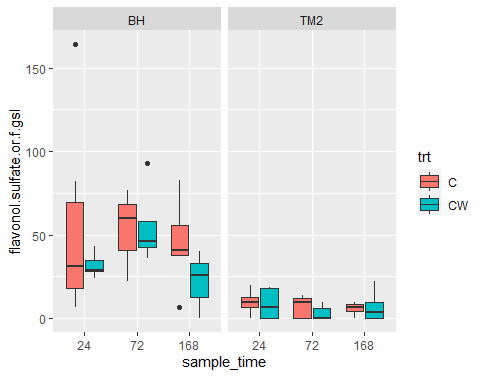 BH
TM2
flavonol.sulfate.or.f.gsl
150
100
50
0
24
72
168
24
72
168
sample_time
trt
C
CW